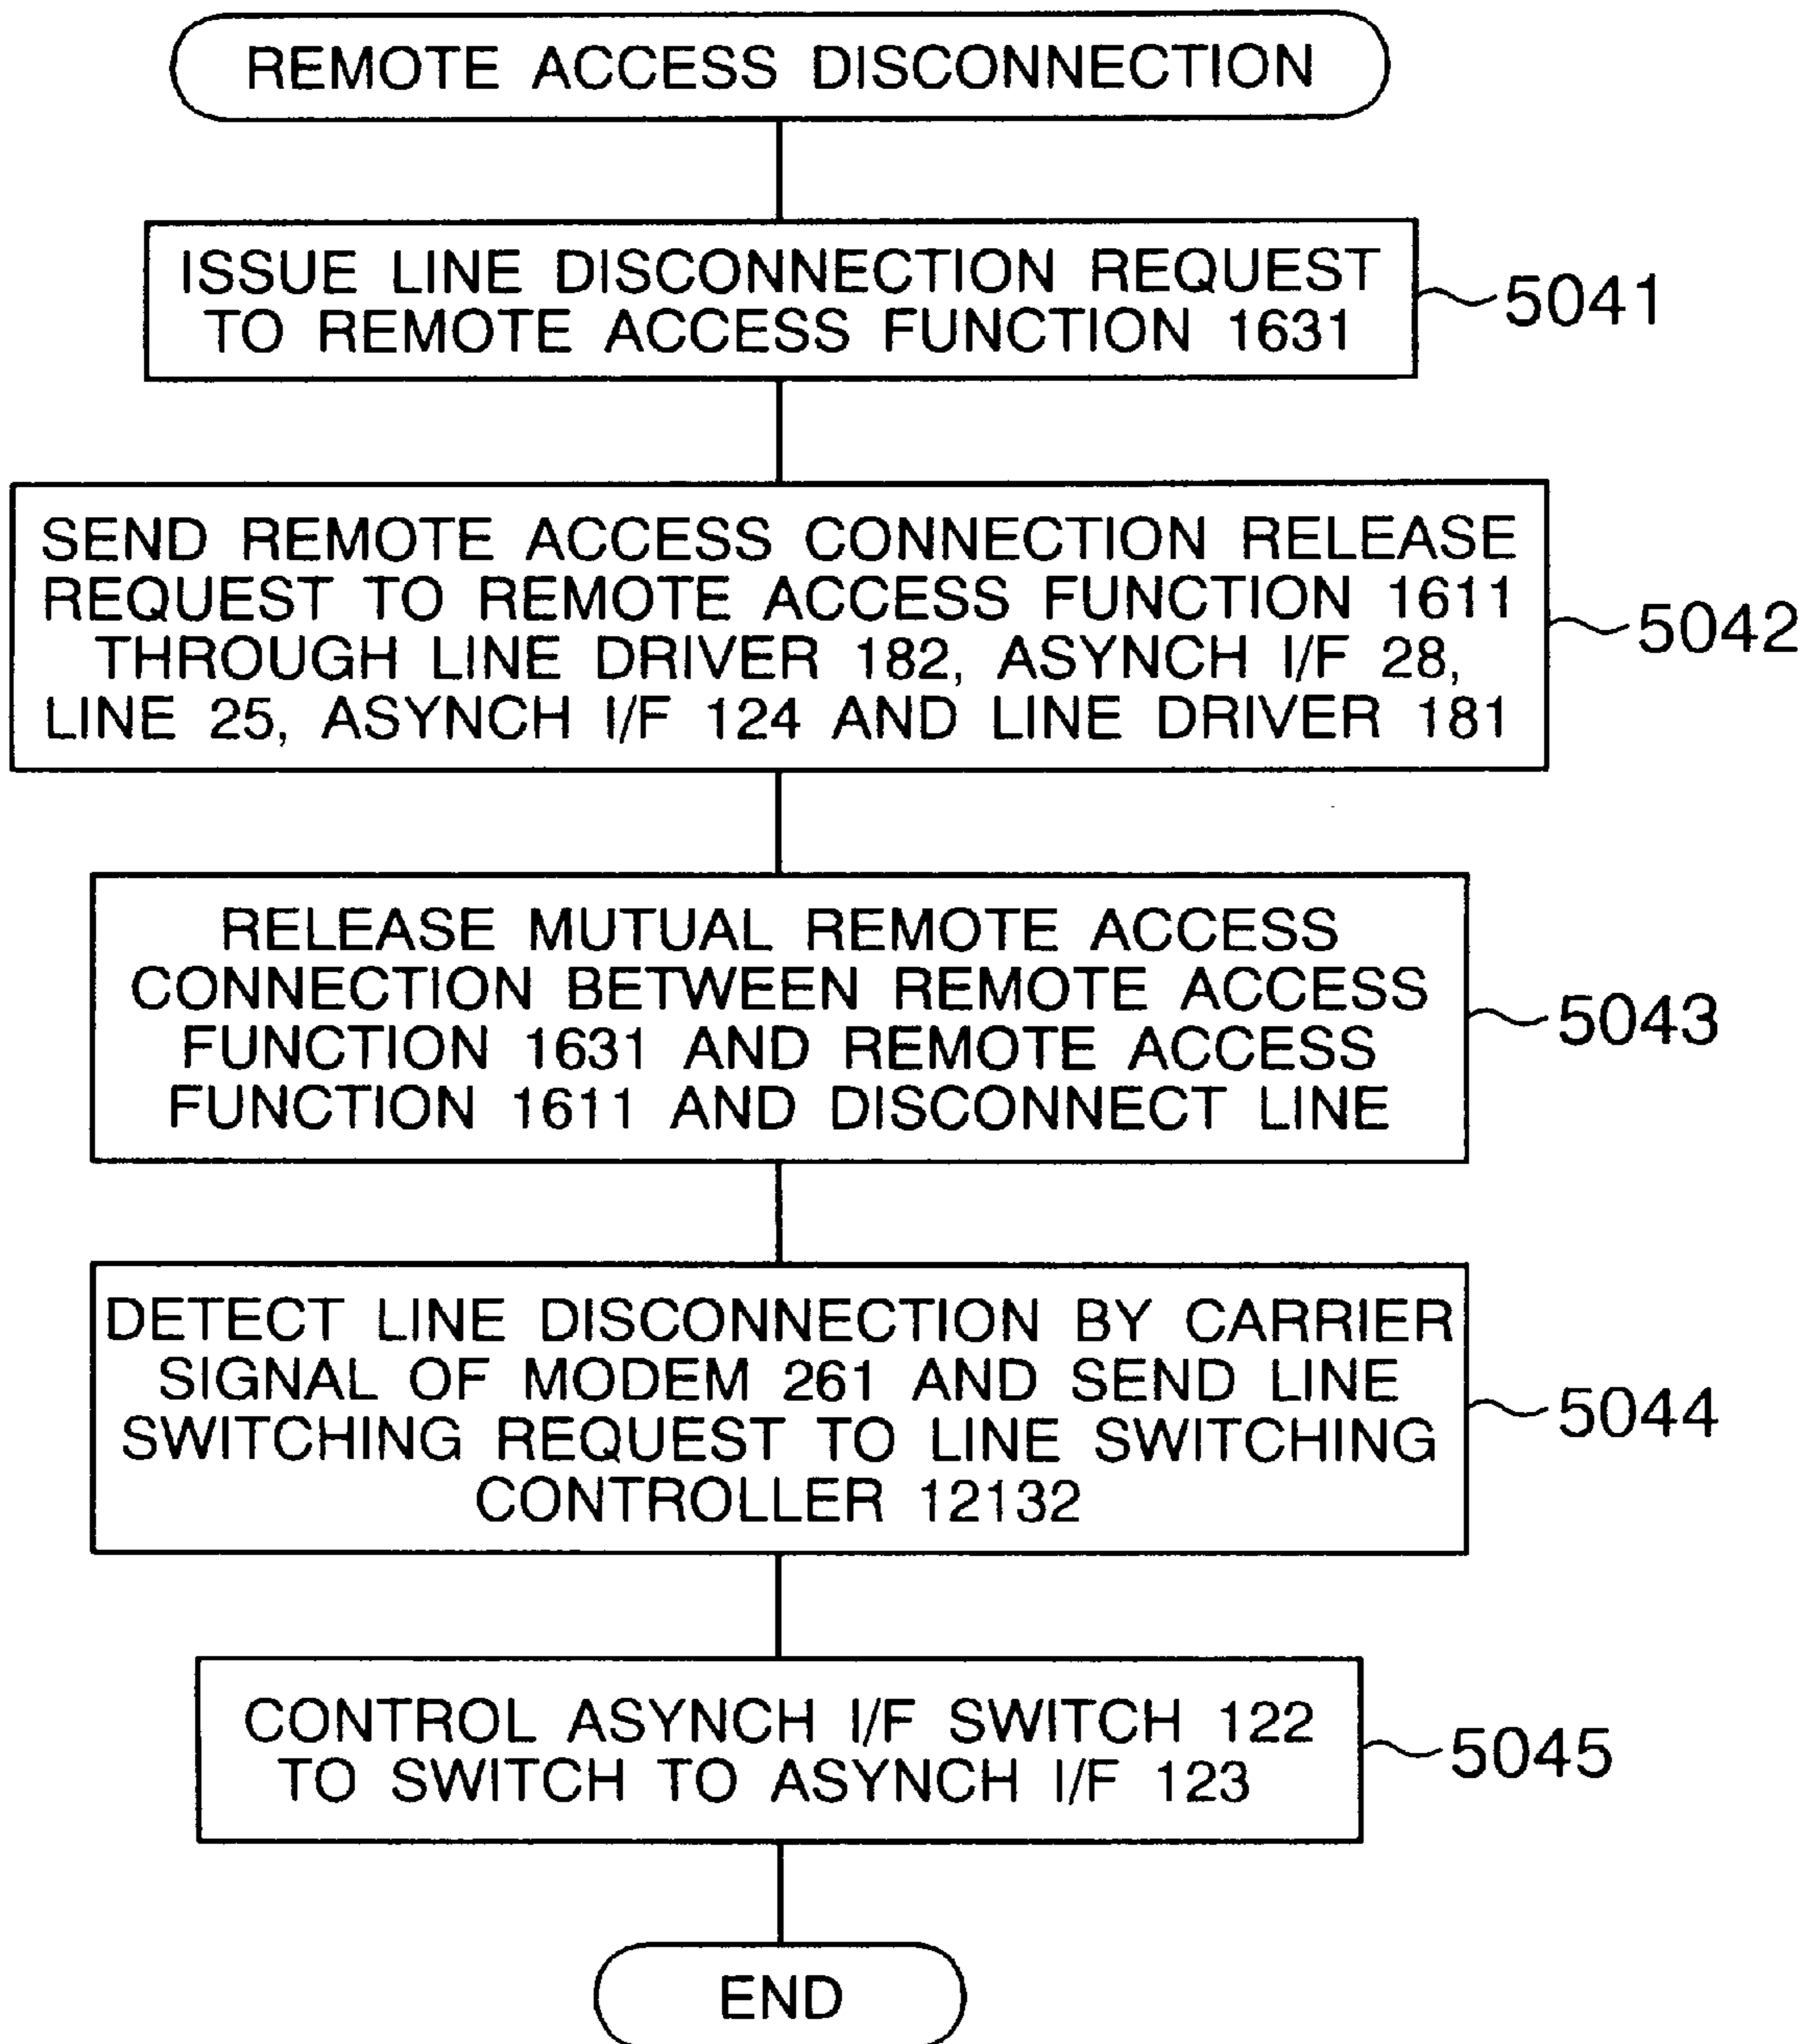 REMOTE ACCESS DISCONNECTION
ISSUE LINE DISCONNECTION REQUEST
TO REMOTE ACCESS FUNCTION 1631
5041
SEND REMOTE ACCESS CONNECTION RELEASE
REQUEST TO REMOTE ACCESS FUNCTION 1611
THROUGH LINE DRIVER 182, ASYNCH I/F 28,
LINE 25, ASYNCH I/F 124 AND LINE DRIVER 181
5042
RELEASE MUTUAL REMOTE ACCESS
CONNECTION BETWEEN REMOTE ACCESS
FUNCTION 1631 AND REMOTE ACCESS
FUNCTION 1611 AND DISCONNECT LINE
5043
DETECT LINE DISCONNECTION BY CARRIER
SIGNAL OF MODEM 261 AND SEND LINE
SWITCHING REQUEST TO LINE SWITCHING
CONTROLLER 12132
5044
CONTROL ASYNCH I/F SWITCH 122
TO SWITCH TO ASYNCH I/F 123
5045
END